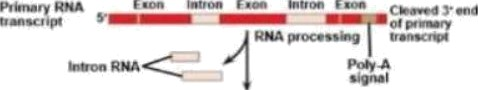 Primary RNA transcript
5'
Exon Intron Exon Intron Exon
Cleaved 3' end of primary transcript
RNA processing
Intron RNA
Poly-A signal